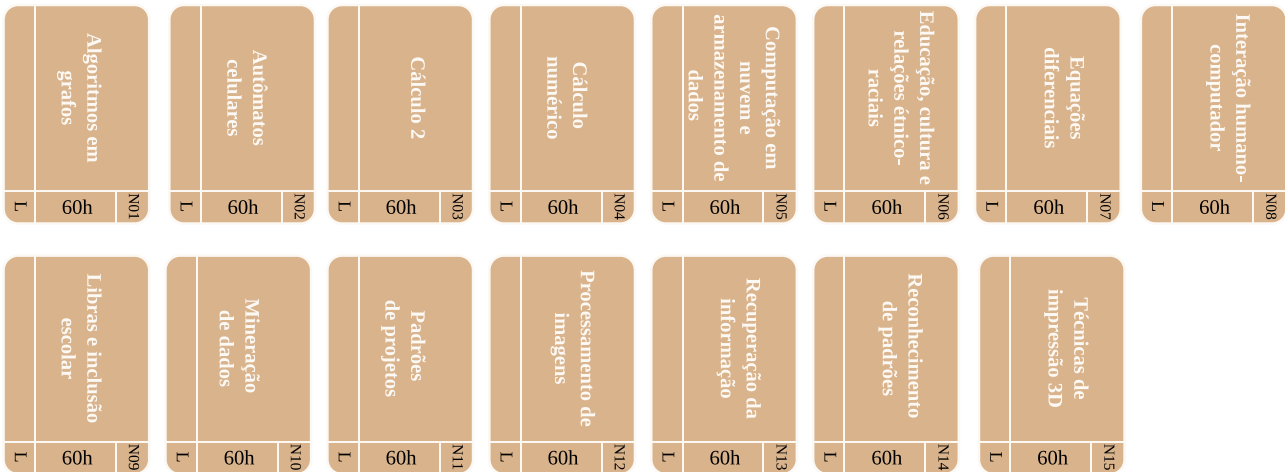 Algoritmos em
grafos
L
60h
N01
Autômatos
celulares
L
60h
N02
Cálculo 2
L
60h
N03
Cálculo
numérico
L
60h
N04
Computação em
nuvem e
armazenamento de
dados
L
60h
N05
Educação, cultura e
relações étnico-
raciais
L
60h
N06
Equações
diferenciais
L
60h
N07
Interação humano-
computador
L
60h
N08
Libras e inclusão
escolar
L
60h
N09
Mineração
de dados
L
60h
N10
Padrões
de projetos
L
60h
N11
Processamento de
imagens
L
60h
N12
Recuperação da
informação
L
60h
N13
Reconhecimento
de padrões
L
60h
N14
Técnicas de
impressão 3D
L
60h
N15